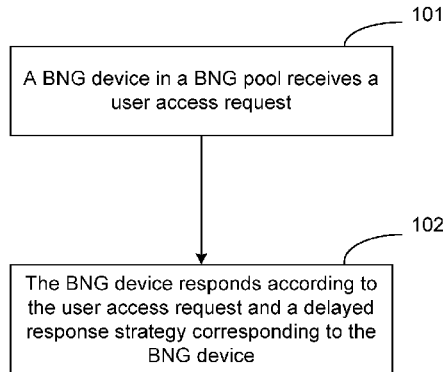 101
A BNG device in a BNG pool receives a
user access request
102
The BNG device responds according to
the user access request and a delayed
response strategy corresponding to the
BNG device